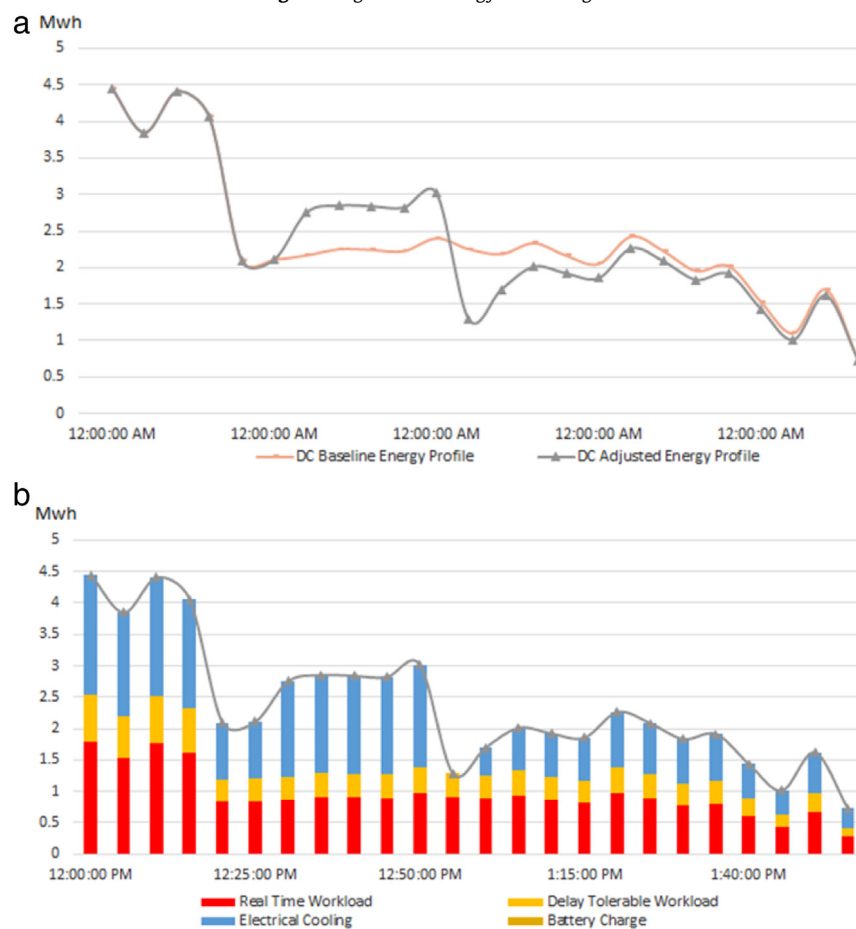 a
Mwh
5
4.5
4
3.5
3
2.5
2
1.5
1
0.5
0
12:00:00 AM 12:00:00 AM 12:00:00 AM 12:00:00 AM 12:00:00 AM
DC Baseline Energy Profile DC Adjusted Energy Profile
b
Mwh
5
4.5
4
3.5
3
2.5
2
1.5
1
0.5
0
12:00:00 PM 12:25:00 PM 12:50:00 PM 1:15:00 PM 1:40:00 PM
Real Time Workload Delay Tolerable Workload
Electrical Cooling Battery Charge